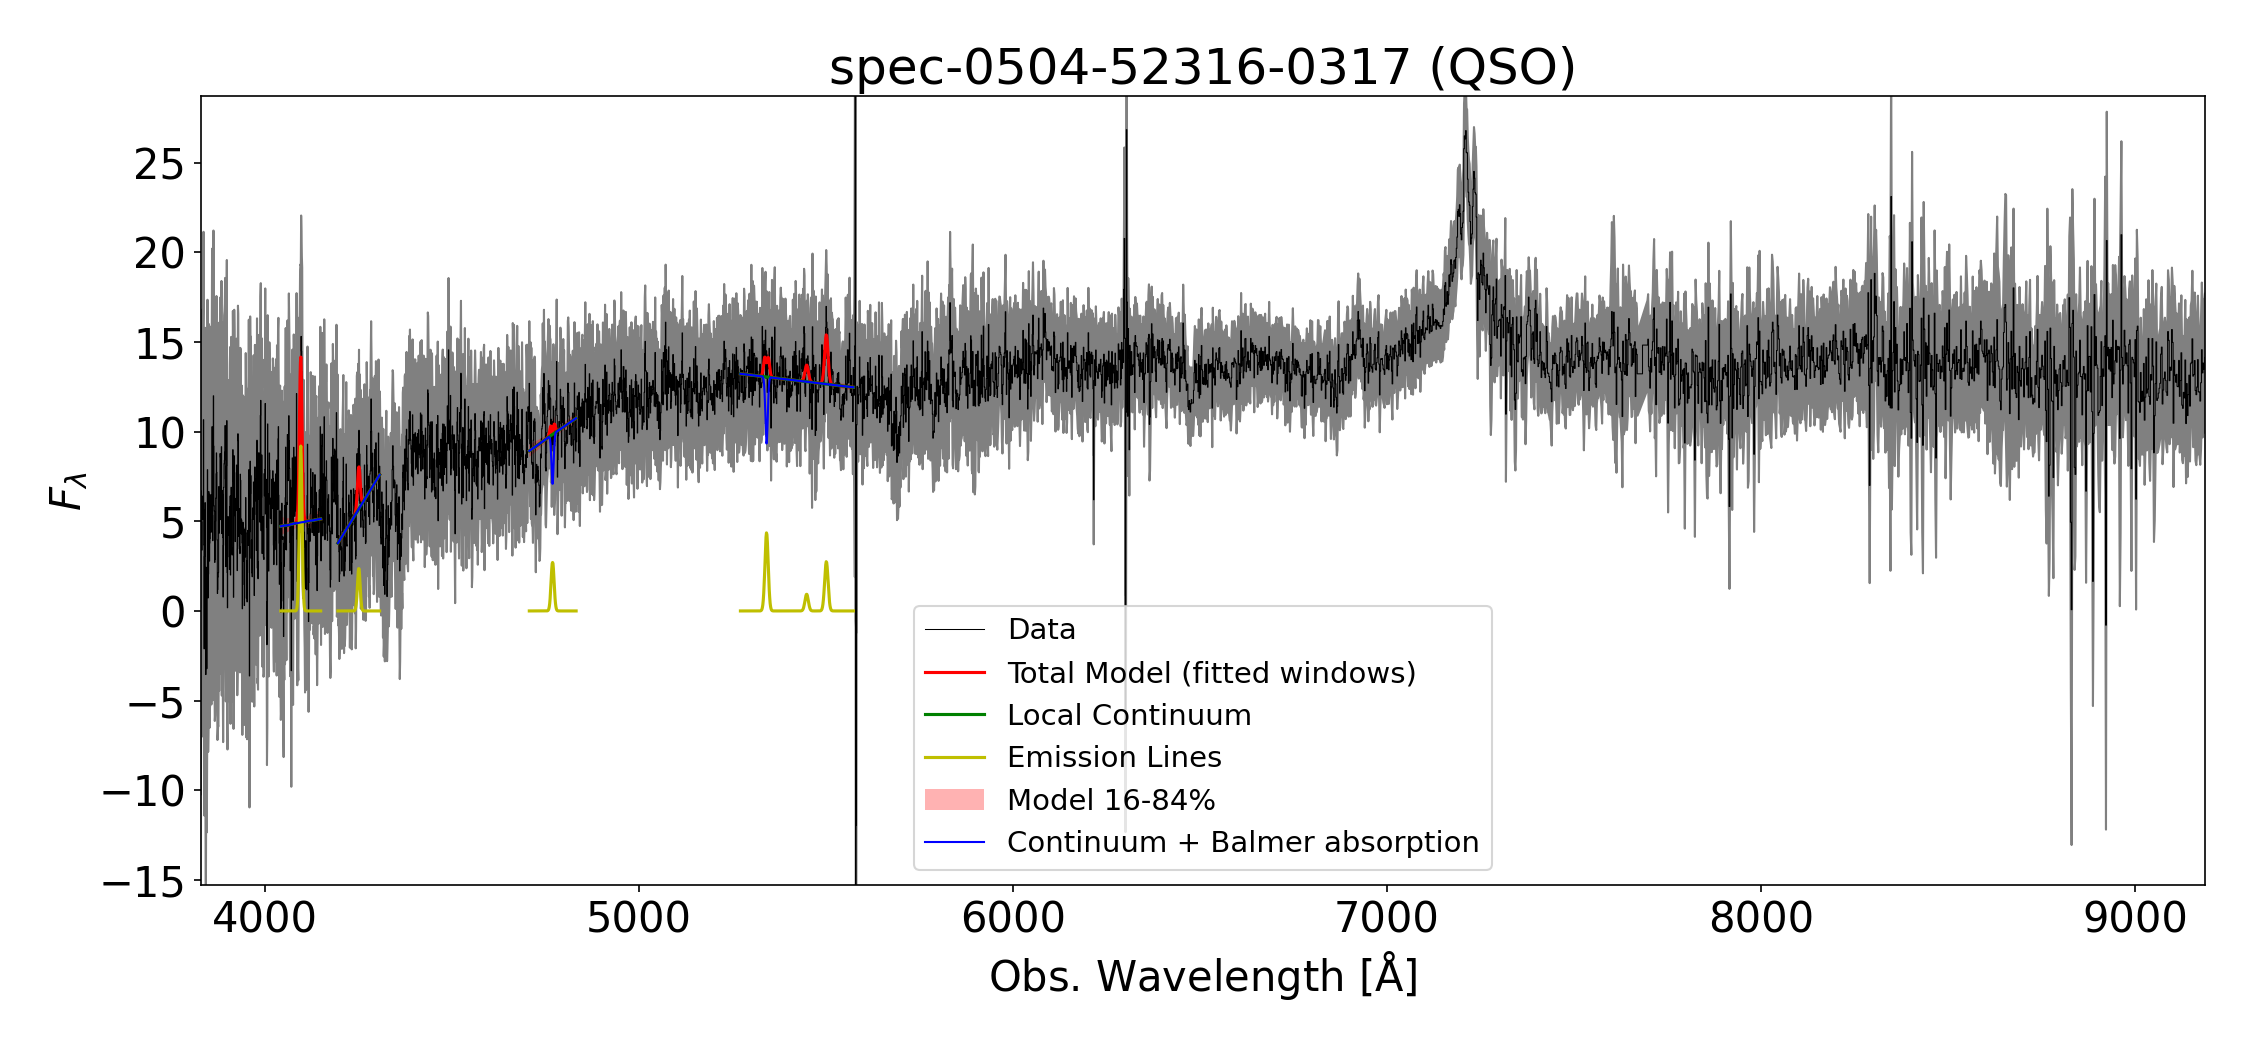 spec-0504-52316-0317 (QSO)
25
20
15
10
5
0
−5
−10
−15
F_λ
4000 5000 6000 7000 8000 9000
Obs. Wavelength [Å]
Data
Total Model (fitted windows)
Local Continuum
Emission Lines
Model 16-84%
Continuum + Balmer absorption